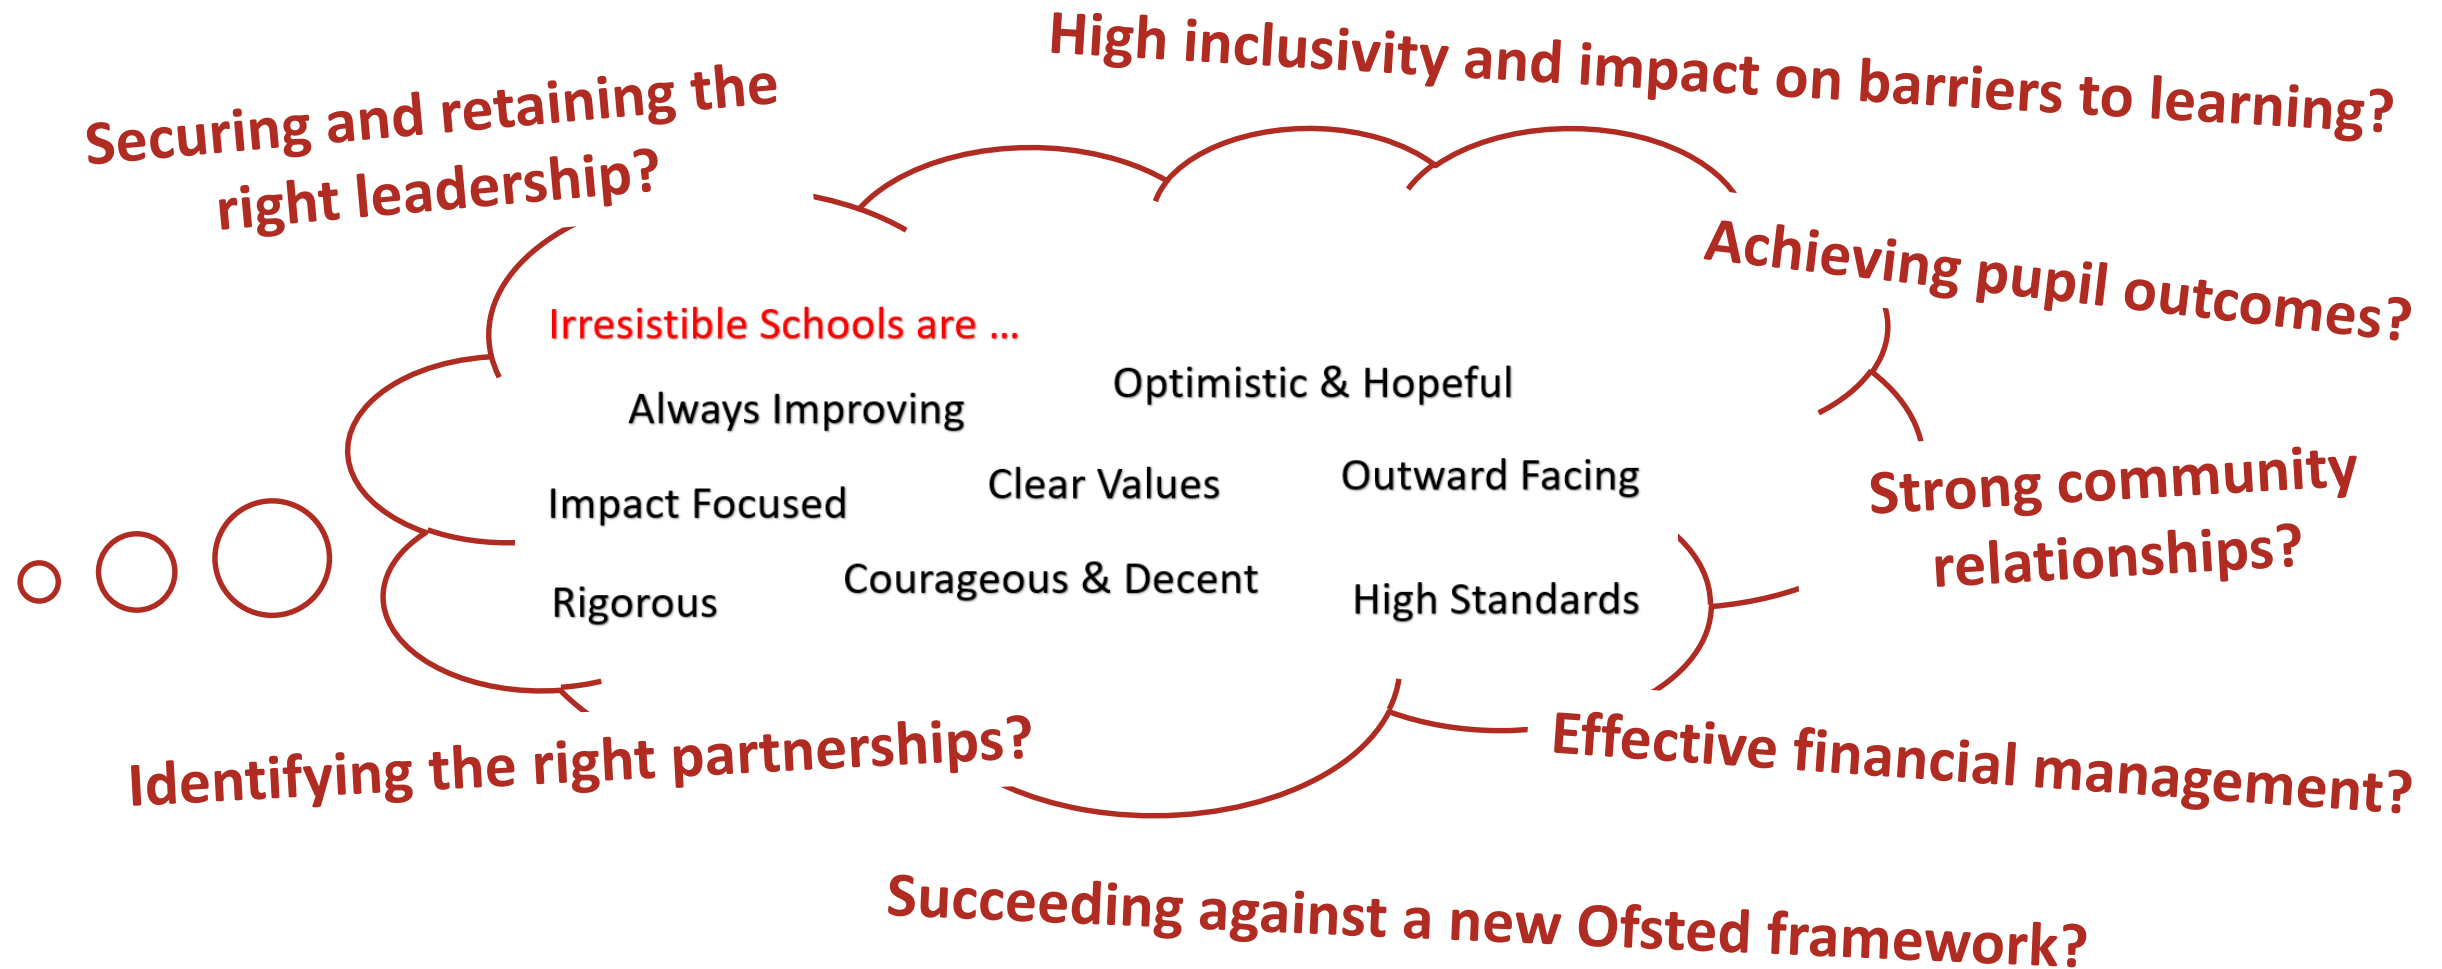 High inclusivity and impact on barriers to learning?
Securing and retaining the
right leadership?
Achieving pupil outcomes?
Irresistible Schools are ...
Optimistic & Hopeful
Always Improving
Strong community
relationships?
Outward Facing
Clear Values
Impact Focused
Courageous & Decent
High Standards
Rigorous
Identifying the right partnerships?
Effective financial management?
Succeeding against a new Ofsted framework?